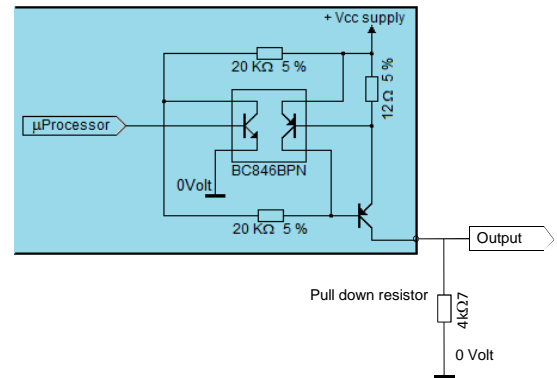 + Vcc supply
20 KΩ 5 %
12 Ω 5 %
µProcessor
BC846BPN
0Volt
20 KΩ 5 %
Output
Pull down resistor
4kΩ7
0 Volt